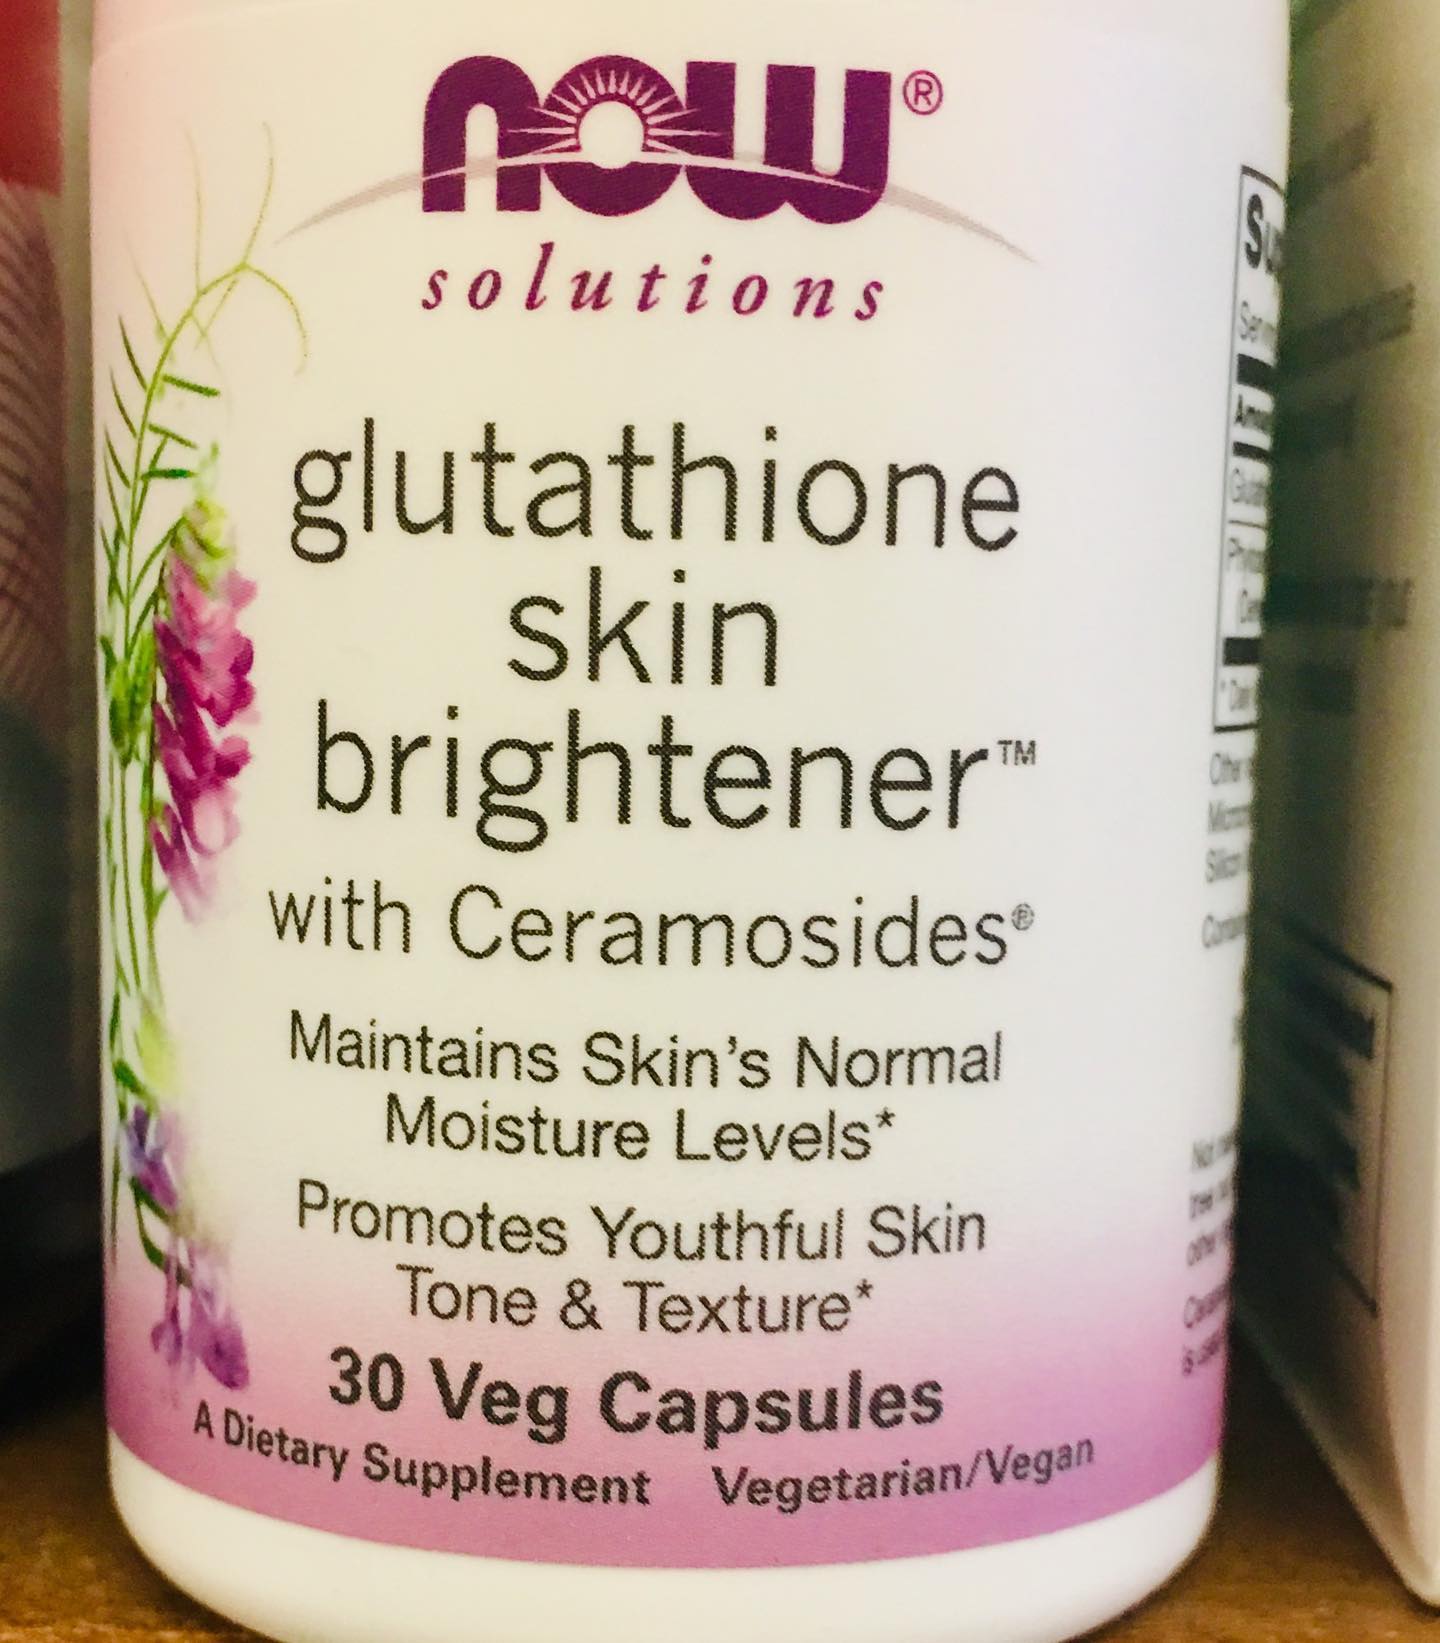 now®
solutions
glutathione
skin
brightener™
with Ceramosides®
Maintains Skin's Normal
Moisture Levels*
Promotes Youthful Skin
Tone & Texture*
30 Veg Capsules
A Dietary Supplement Vegetarian/Vegan